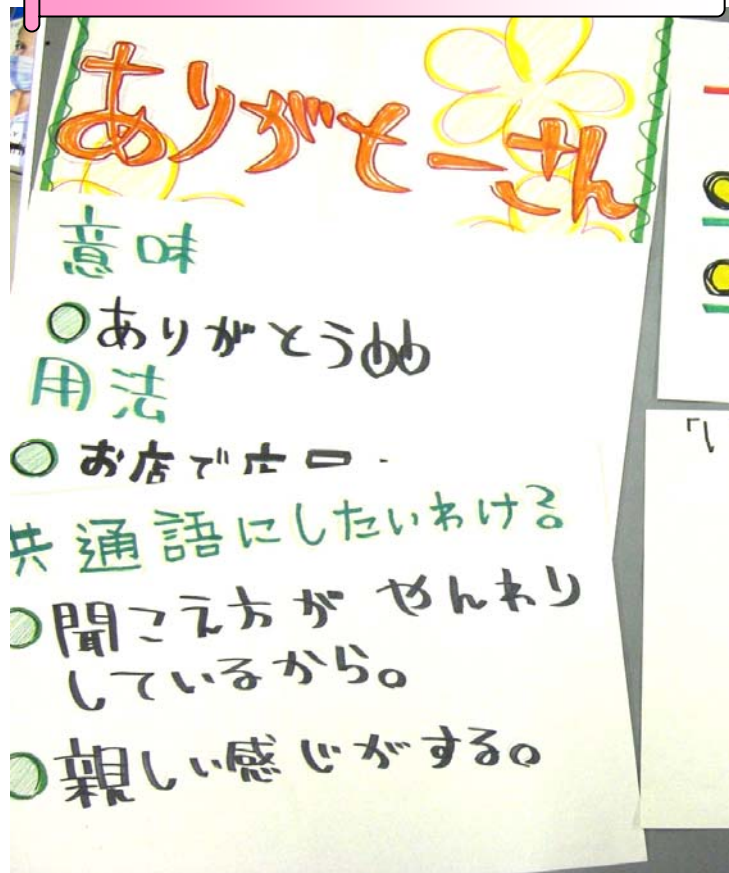 ありがとーさん
意味
ありがとう
用法
お店で
共通語にしたいわけ
聞こえ方が やんわり
しているから。
親しい感じがする。